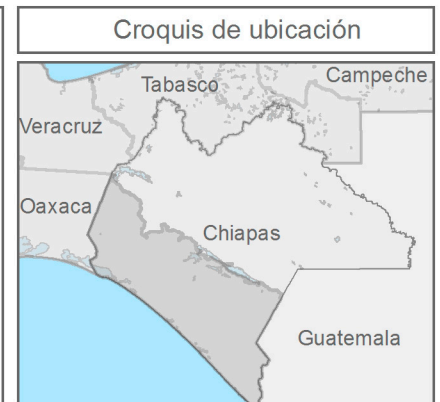 Croquis de ubicación
Campeche
Tabasco
Veracruz
Oaxaca
Chiapas
Guatemala